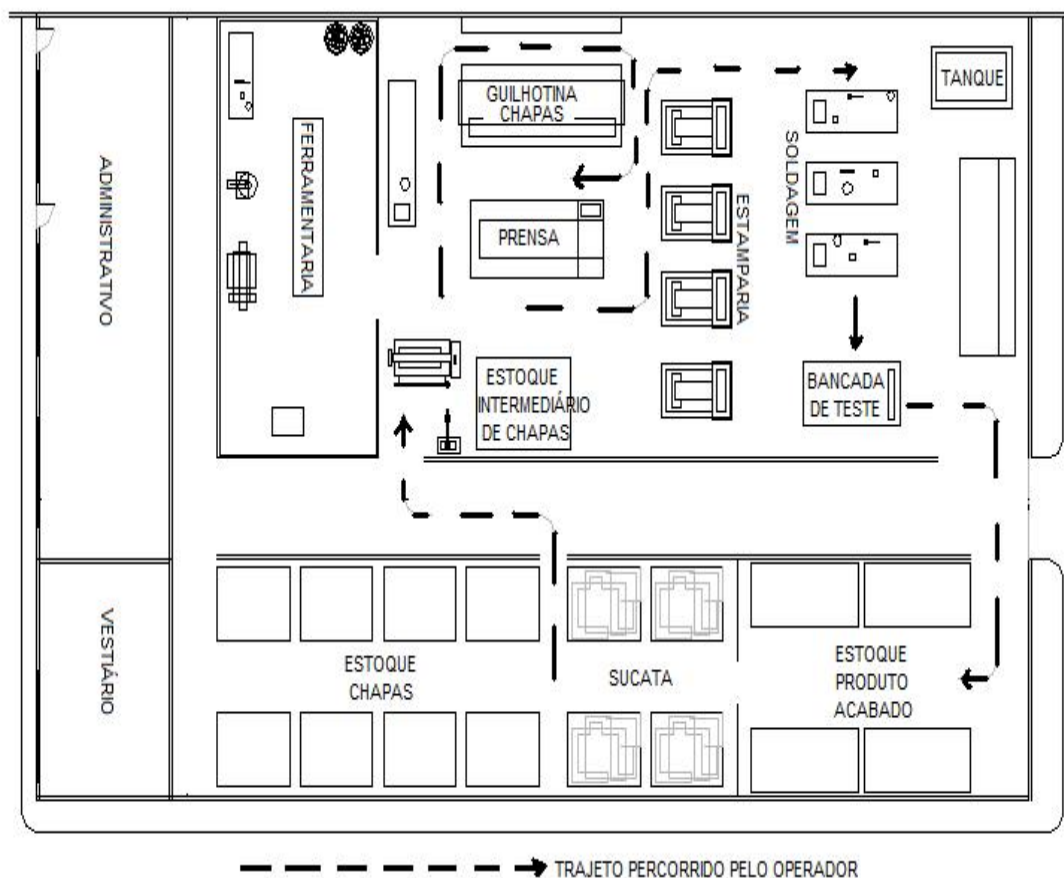 TANQUE
GUILHOTINA
CHAPAS
FERRAMENTARIA
SOLDAGEM
ADMINISTRATIVO
PRENSA
ESTAMPARIA
ESTOQUE
INTERMEDIÁRIO
DE CHAPAS
BANCADA
DE TESTE
VESTIÁRIO
ESTOQUE
CHAPAS
SUCATA
ESTOQUE
PRODUTO
ACABADO
TRAJETO PERCORRIDO PELO OPERADOR